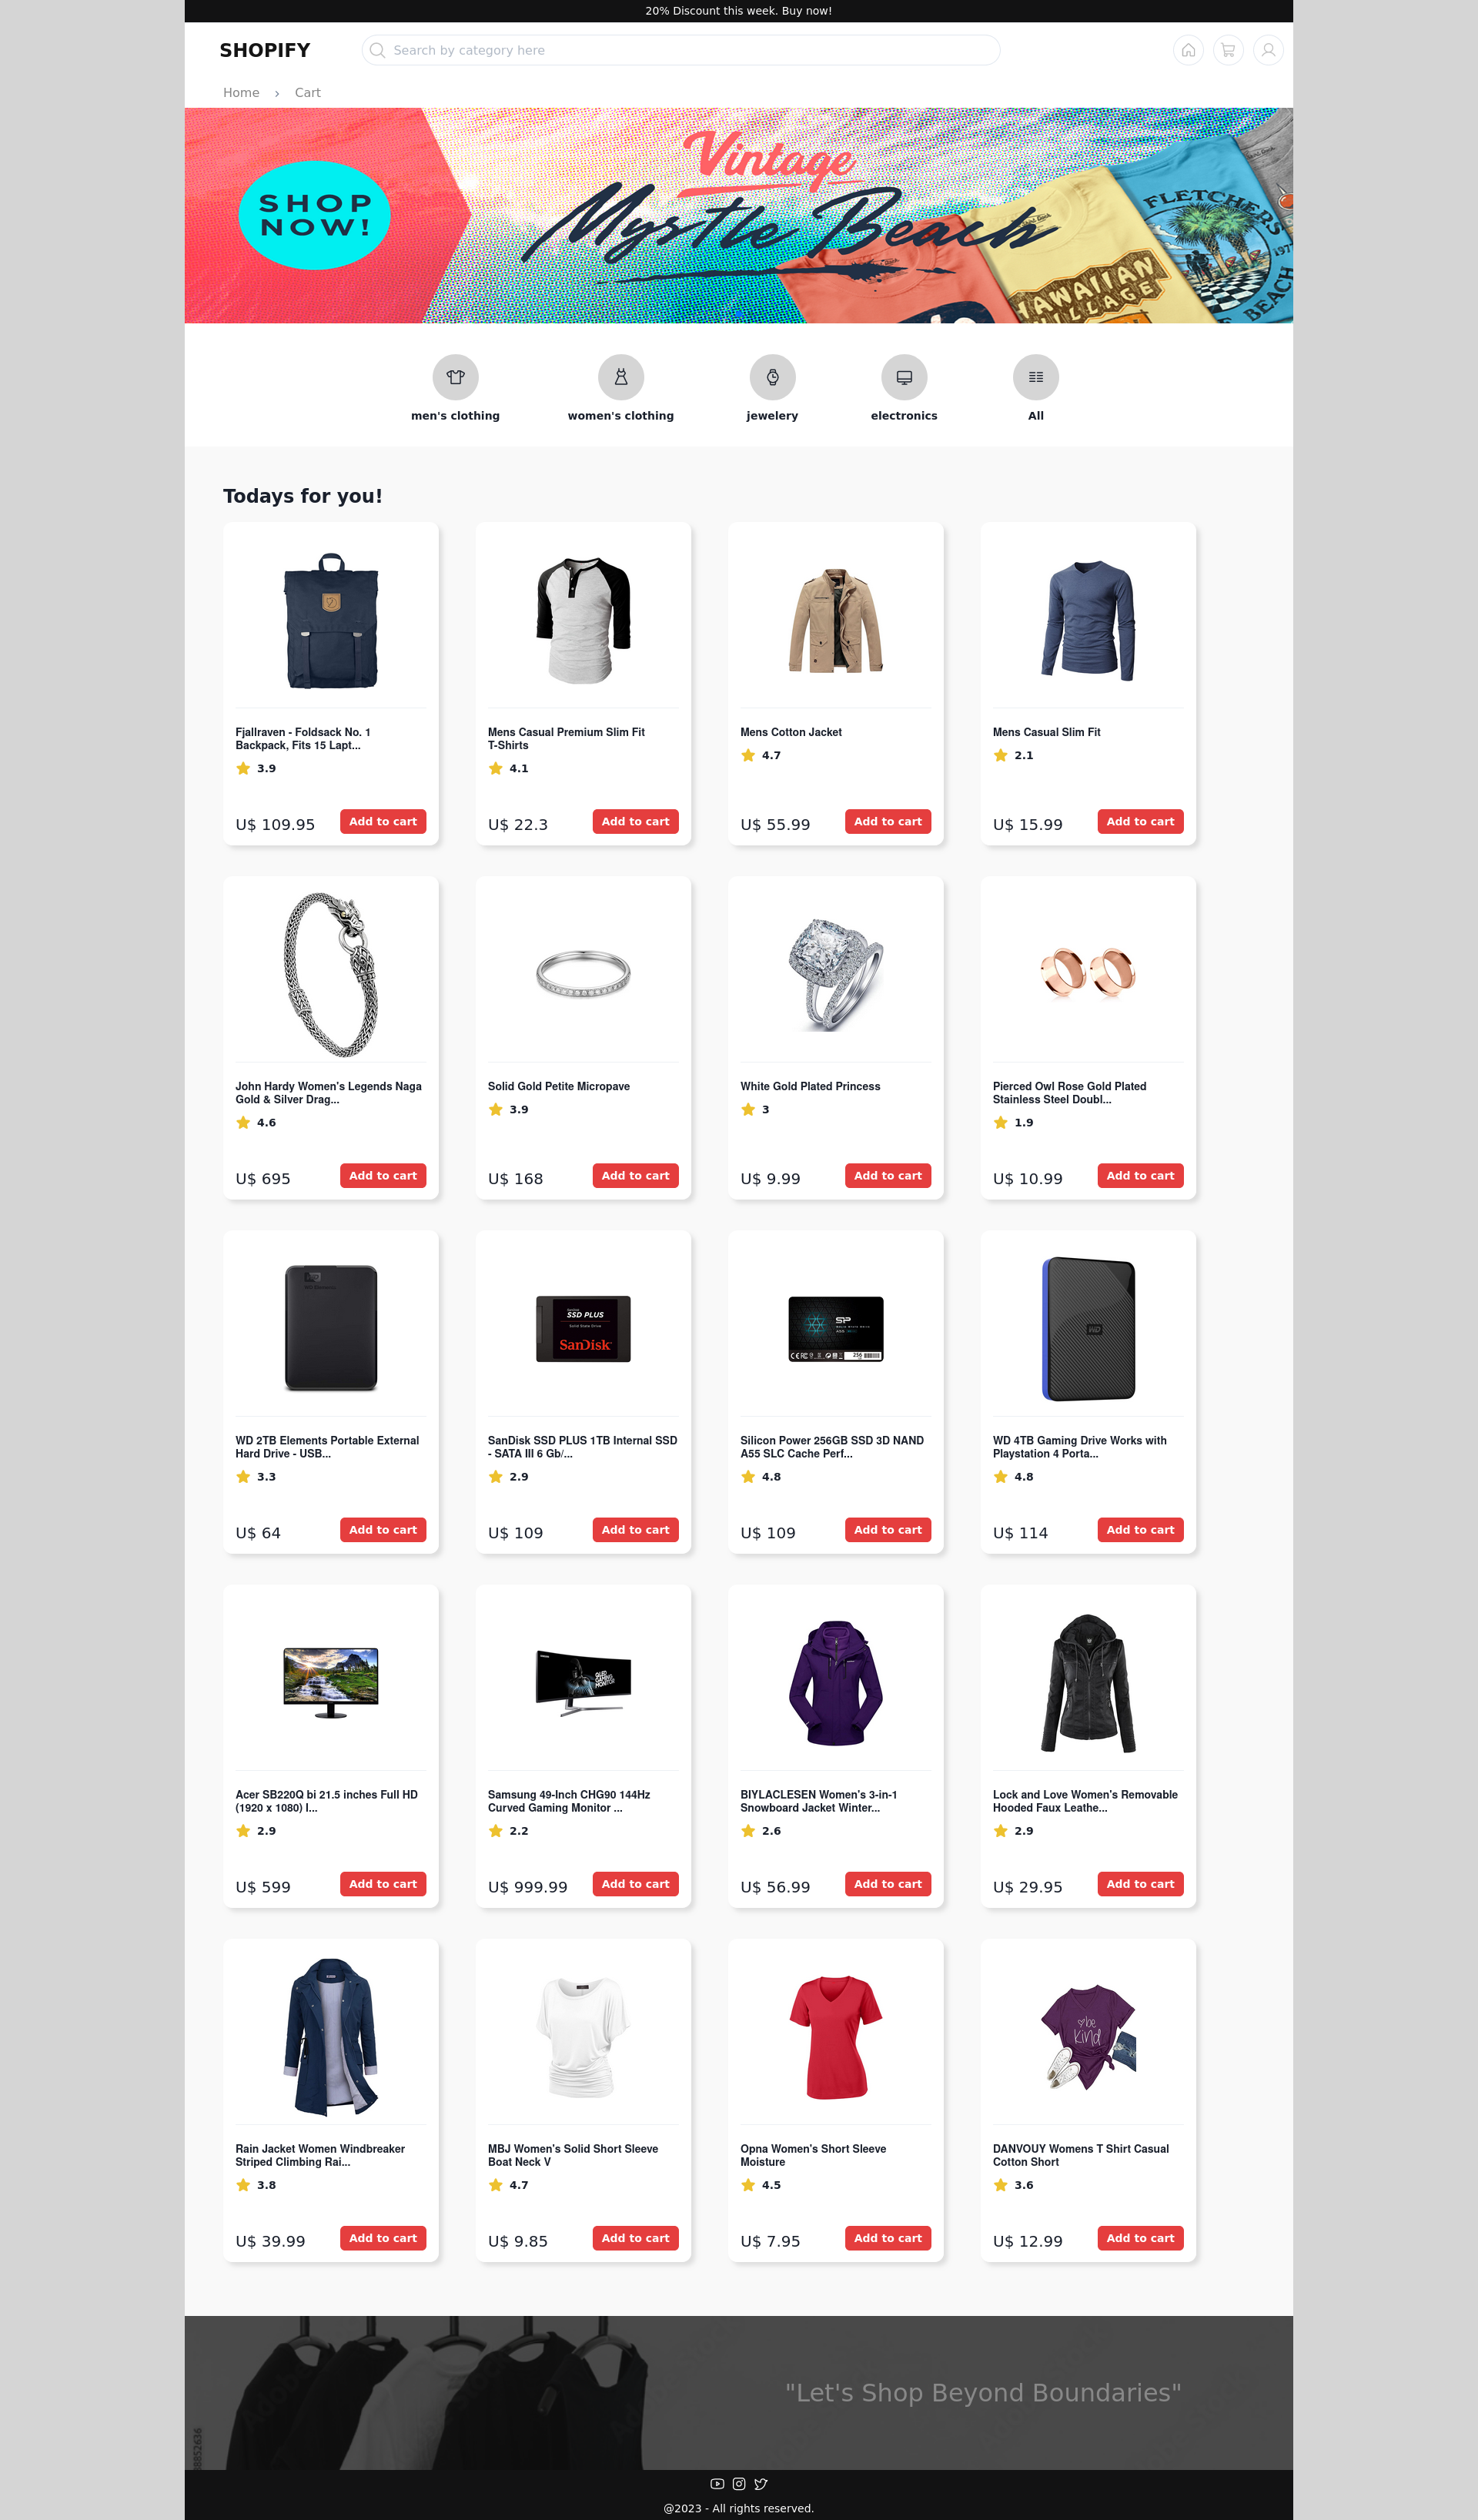 20% Discount this week. Buy now!
SHOPIFY
Search by category here
Home › Cart
SHOP
NOW!
Vintage
Myrtle Beach
FLETCHER'S
BEACH
HAWAIIAN
VILLAGE
men's clothing
women's clothing
jewelery
electronics
All
Todays for you!
Fjallraven - Foldsack No. 1
Backpack, Fits 15 Lapt...
3.9
U$ 109.95
Add to cart
Mens Casual Premium Slim Fit
T-Shirts
4.1
U$ 22.3
Add to cart
Mens Cotton Jacket
4.7
U$ 55.99
Add to cart
Mens Casual Slim Fit
2.1
U$ 15.99
Add to cart
John Hardy Women's Legends Naga
Gold & Silver Drag...
4.6
U$ 695
Add to cart
Solid Gold Petite Micropave
3.9
U$ 168
Add to cart
White Gold Plated Princess
3
U$ 9.99
Add to cart
Pierced Owl Rose Gold Plated
Stainless Steel Doubl...
1.9
U$ 10.99
Add to cart
WD 2TB Elements Portable External
Hard Drive - USB...
3.3
U$ 64
Add to cart
SSD PLUS
Solid State Drive
SanDisk
SanDisk SSD PLUS 1TB Internal SSD
- SATA III 6 Gb/...
2.9
U$ 109
Add to cart
SP
256
Silicon Power 256GB SSD 3D NAND
A55 SLC Cache Perf...
4.8
U$ 109
Add to cart
WD
WD 4TB Gaming Drive Works with
Playstation 4 Porta...
4.8
U$ 114
Add to cart
Acer SB220Q bi 21.5 inches Full HD
(1920 x 1080) I...
2.9
U$ 599
Add to cart
QLED
GAMING
MONITOR
Samsung 49-Inch CHG90 144Hz
Curved Gaming Monitor ...
2.2
U$ 999.99
Add to cart
BIYLACLESEN Women's 3-in-1
Snowboard Jacket Winter...
2.6
U$ 56.99
Add to cart
Lock and Love Women's Removable
Hooded Faux Leathe...
2.9
U$ 29.95
Add to cart
Rain Jacket Women Windbreaker
Striped Climbing Rai...
3.8
U$ 39.99
Add to cart
MBJ Women's Solid Short Sleeve
Boat Neck V
4.7
U$ 9.85
Add to cart
Opna Women's Short Sleeve
Moisture
4.5
U$ 7.95
Add to cart
be
kind
DANVOUY Womens T Shirt Casual
Cotton Short
3.6
U$ 12.99
Add to cart
"Let's Shop Beyond Boundaries"
@2023 - All rights reserved.